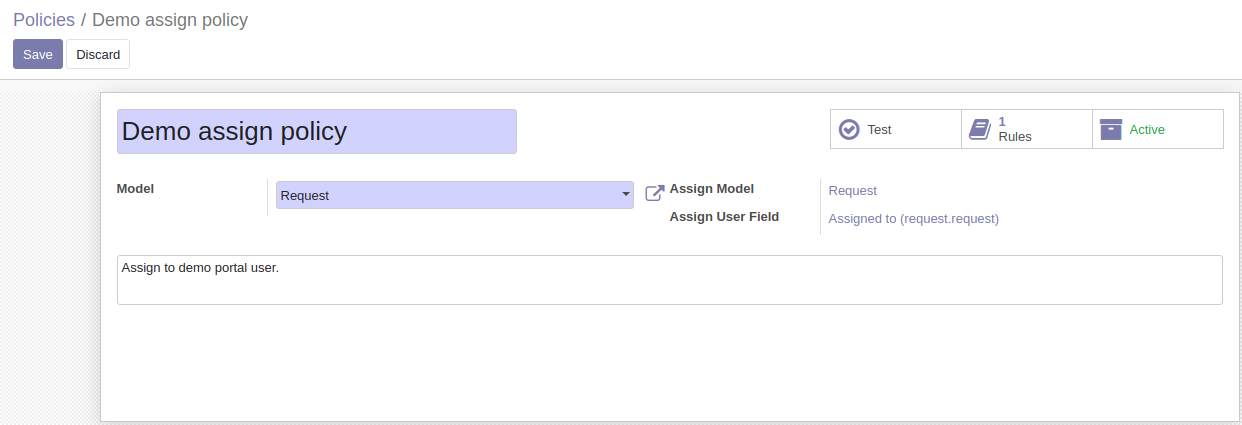 Policies / Demo assign policy
Save Discard
Demo assign policy
Test
1
Rules
Active
Model
Request
Assign Model
Request
Assign User Field
Assigned to (request.request)
Assign to demo portal user.